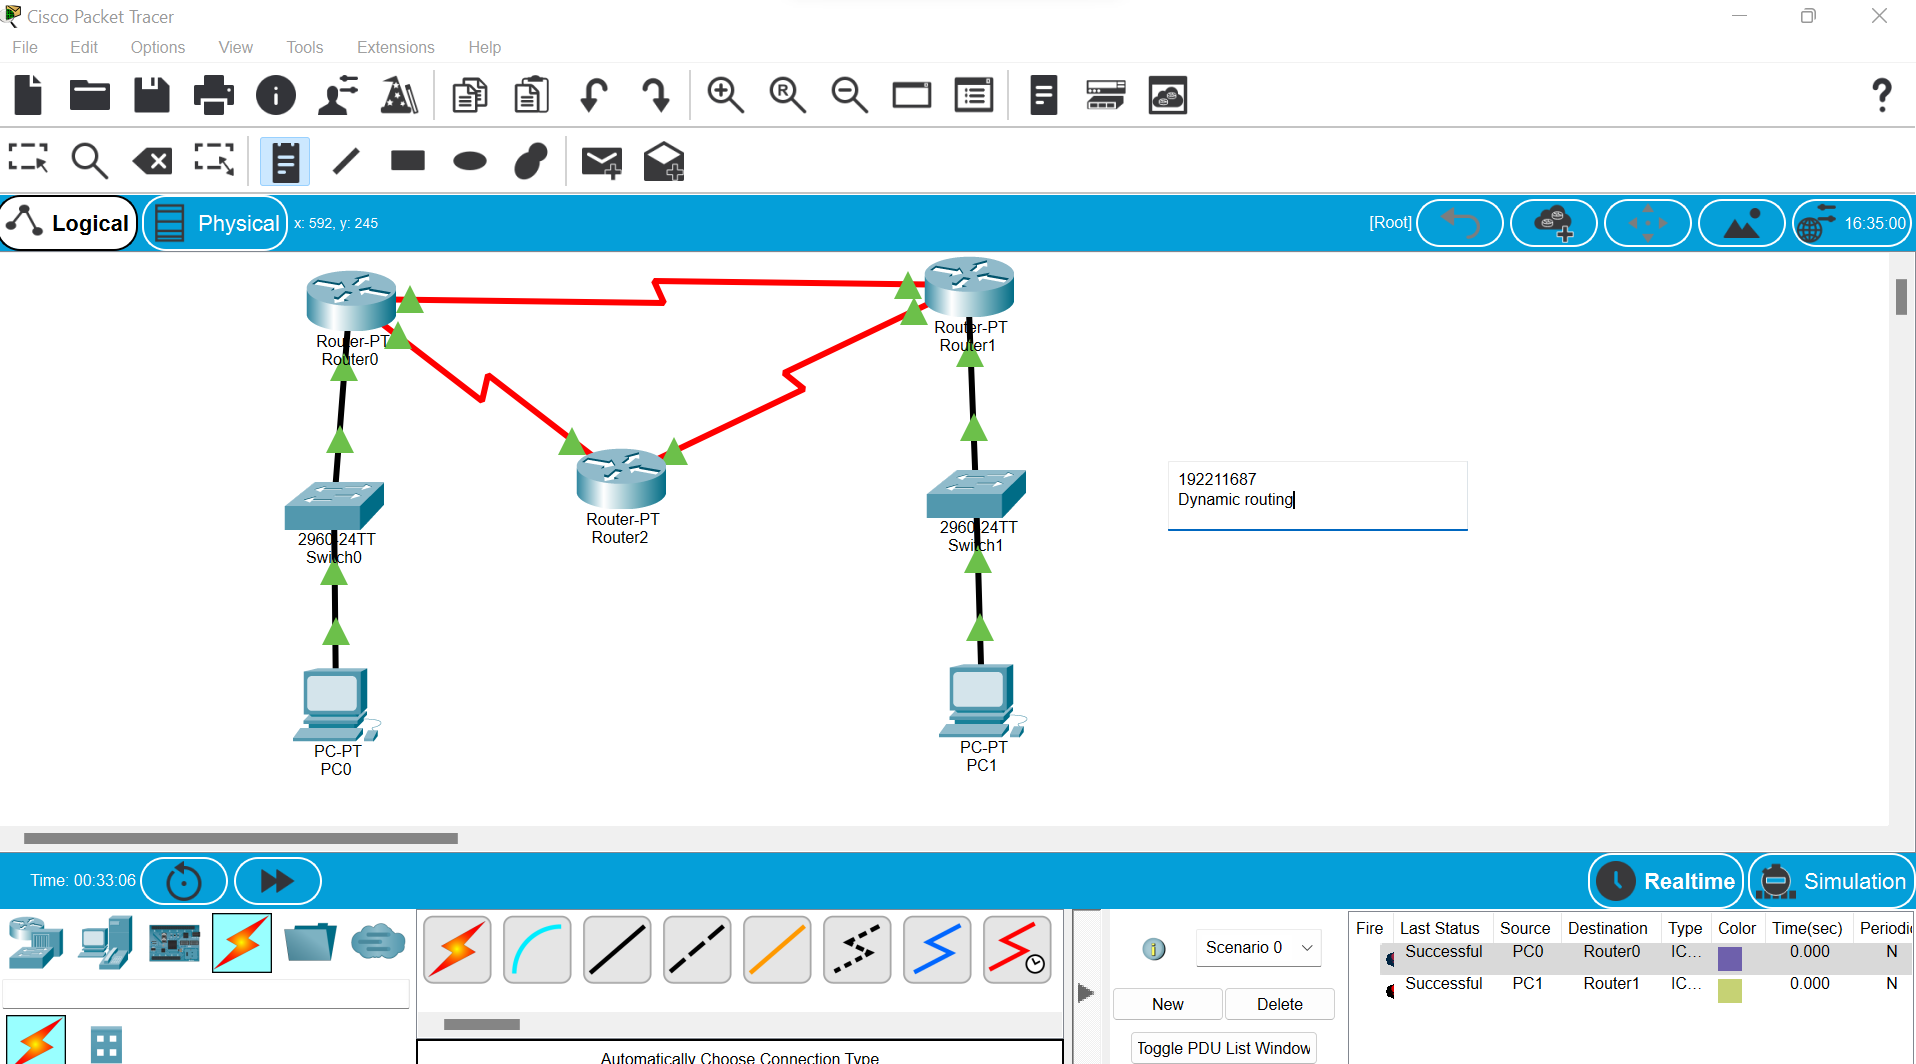 Cisco Packet Tracer
File Edit Options View Tools Extensions Help
R
?
Logical Physical x: 592, y: 245 [Root] 16:35:00
Router-PT
Router0
Router-PT
Router1
Router-PT
Router2
2960-24TT
Switch0
2960-24TT
Switch1
192211687
Dynamic routing
PC-PT
PC0
PC-PT
PC1
Time: 00:33:06 Realtime Simulation
Scenario 0
New Delete
Toggle PDU List Window
Automatically Choose Connection Type
Fire Last Status Source Destination Type Color Time(sec) Periodic
Successful PC0 Router0 IC... 0.000 N
Successful PC1 Router1 IC... 0.000 N